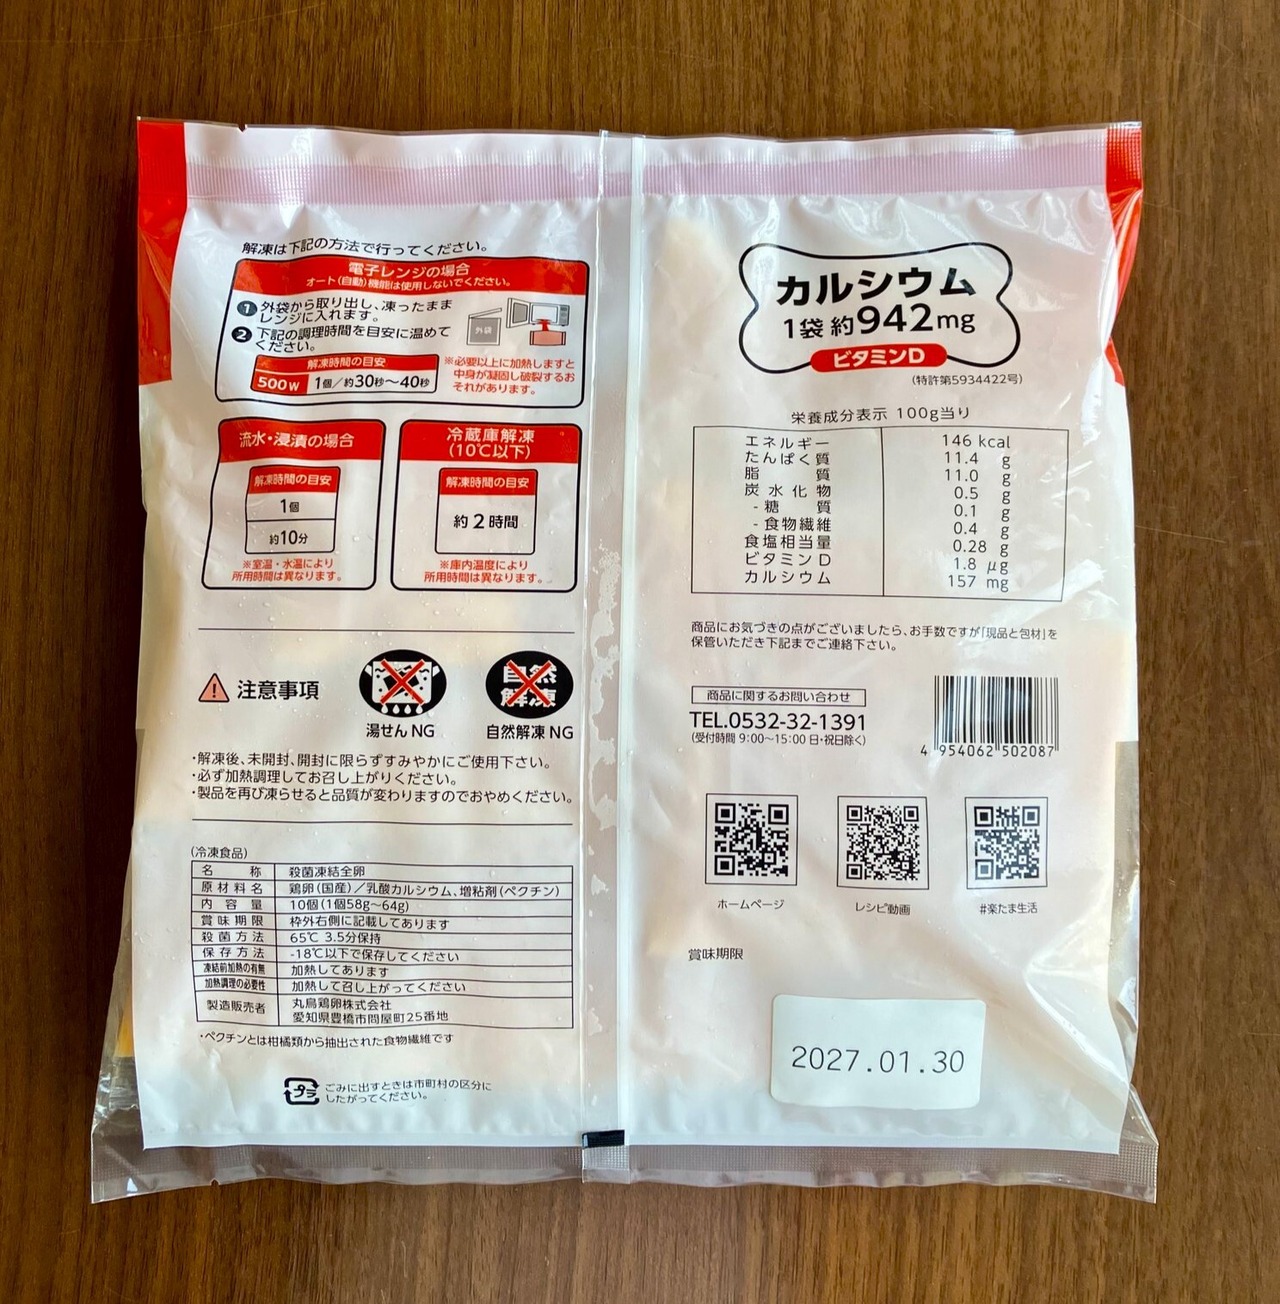 解凍は下記の方法で行ってください。
電子レンジの場合
オート(自動)機能は使用しないでください。
1 外袋から取り出し、凍ったまま
レンジに入れます。
2 下記の調理時間を目安に温めて
ください。
外袋
解凍時間の目安
500W 1個/約30秒〜40秒
※必要以上に加熱しますと
中身が凝固し破裂するお
それがあります。
流水・浸漬の場合
解凍時間の目安
1個
約10分
※室温・水温により
所用時間は異なります。
冷蔵庫解凍
(10℃以下)
解凍時間の目安
約2時間
※庫内温度により
所用時間は異なります。
注意事項
湯せんNG
自然解凍
自然解凍NG
・解凍後、未開封、開封に限らずすみやかにご使用下さい。
・必ず加熱調理してお召し上がりください。
・製品を再び凍らせると品質が変わりますのでおやめください。
(冷凍食品)
名称 殺菌凍結全卵
原材料名 鶏卵(国産)/乳酸カルシウム、増粘剤(ペクチン)
内容量 10個(1個58g〜64g)
賞味期限 枠外右側に記載してあります
殺菌方法 65℃ 3.5分保持
保存方法 -18℃以下で保存してください
凍結前加熱の有無 加熱してあります
加熱調理の必要性 加熱して召し上がってください
製造販売者 丸鳥鶏卵株式会社
愛知県豊橋市問屋町25番地
・ペクチンとは柑橘類から抽出された食物繊維です
プラ
ごみに出すときは市町村の区分に
したがってください。
カルシウム
1袋 約942mg
ビタミンD
(特許第5934422号)
栄養成分表示 100g当り
エネルギー 146 kcal
たんぱく質 11.4 g
脂質 11.0 g
炭水化物 0.5 g
-糖質 0.1 g
-食物繊維 0.4 g
食塩相当量 0.28 g
ビタミンD 1.8 μg
カルシウム 157 mg
商品にお気づきの点がございましたら、お手数ですが「現品と包材」を
保管いただき下記までご連絡下さい。
商品に関するお問い合わせ
TEL.0532-32-1391
(受付時間 9:00〜15:00 日・祝日除く)
4 954062 502087
ホームページ
レシピ動画
#楽たま生活
賞味期限
2027.01.30